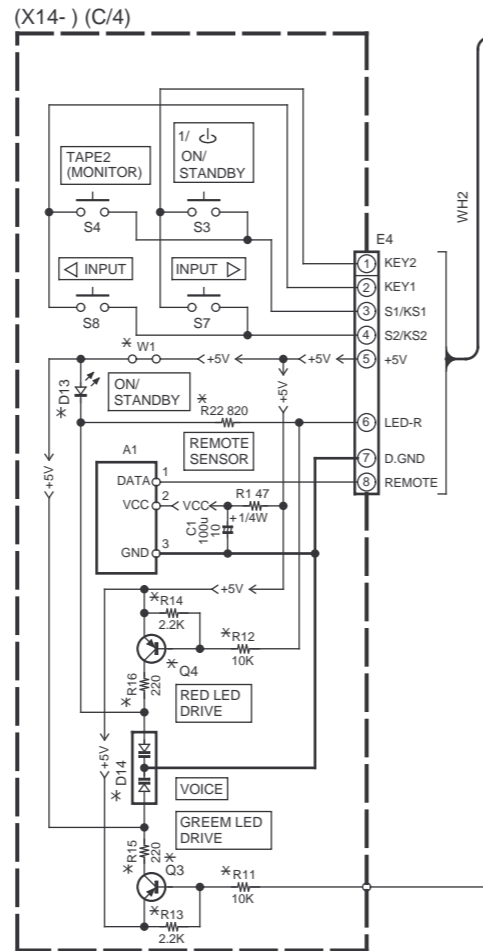 (X14- ) (C/4)
1/
TAPE2
(MONITOR)
ON/
STANDBY
S4
S3
WH2
E4
1 KEY2
2 KEY1
INPUT
INPUT
3 S1/KS1
S8
S7
4 S2/KS2
* W1
+5V
+5V
5 +5V
* D13
ON/
STANDBY
+5V
*
R22 820
6 LED-R
REMOTE
SENSOR
A1
7 D.GND
DATA 1
8 REMOTE
+5V
VCC 2
VCC
R1 47
1/4W
C1
100u
10
+
GND 3
+5V
*R14
2.2K
*R12
10K
*Q4
*R16
220
RED LED
DRIVE
+5V
* D14
VOICE
GREEM LED
DRIVE
*R15
220
*
Q3
*R11
10K
*R13
2.2K